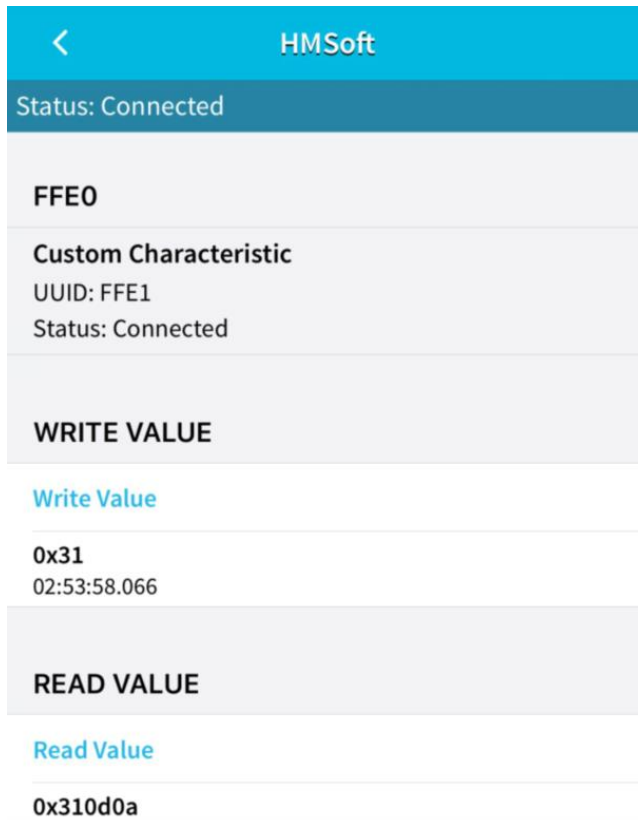 HMSoft
Status: Connected
FFE0
Custom Characteristic
UUID: FFE1
Status: Connected
WRITE VALUE
Write Value
0x31
02:53:58.066
READ VALUE
Read Value
0x310d0a